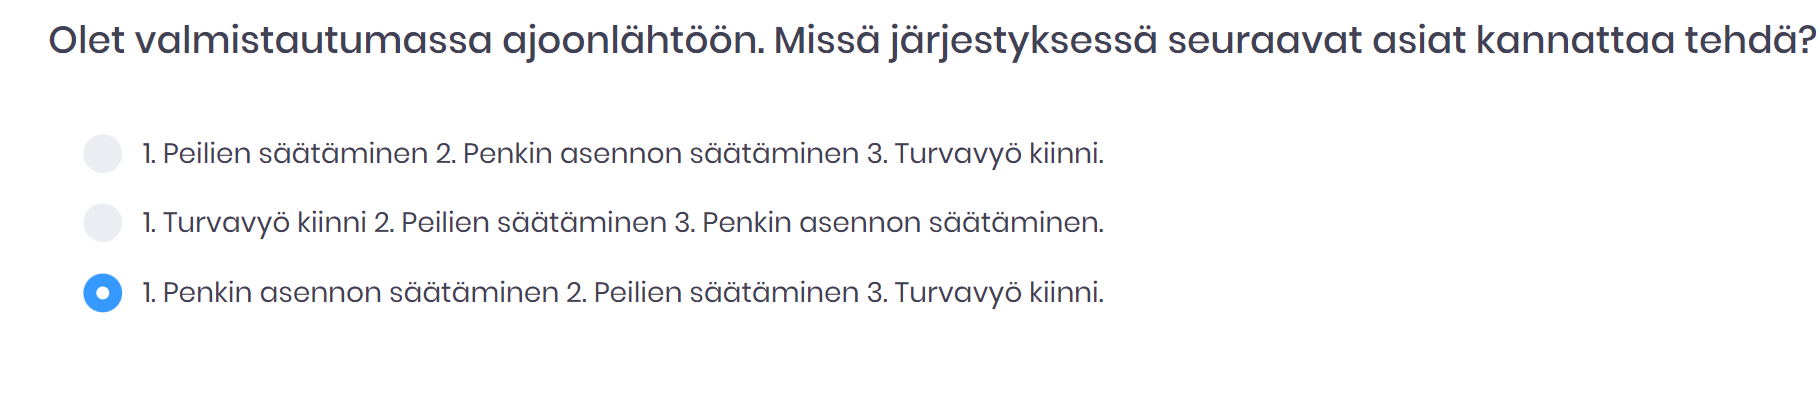 Olet valmistautumassa ajoonlähtöön. Missä järjestyksessä seuraavat asiat kannattaa tehdä?
1. Peilien säätäminen 2. Penkin asennon säätäminen 3. Turvavyö kiinni.
1. Turvavyö kiinni 2. Peilien säätäminen 3. Penkin asennon säätäminen.
1. Penkin asennon säätäminen 2. Peilien säätäminen 3. Turvavyö kiinni.